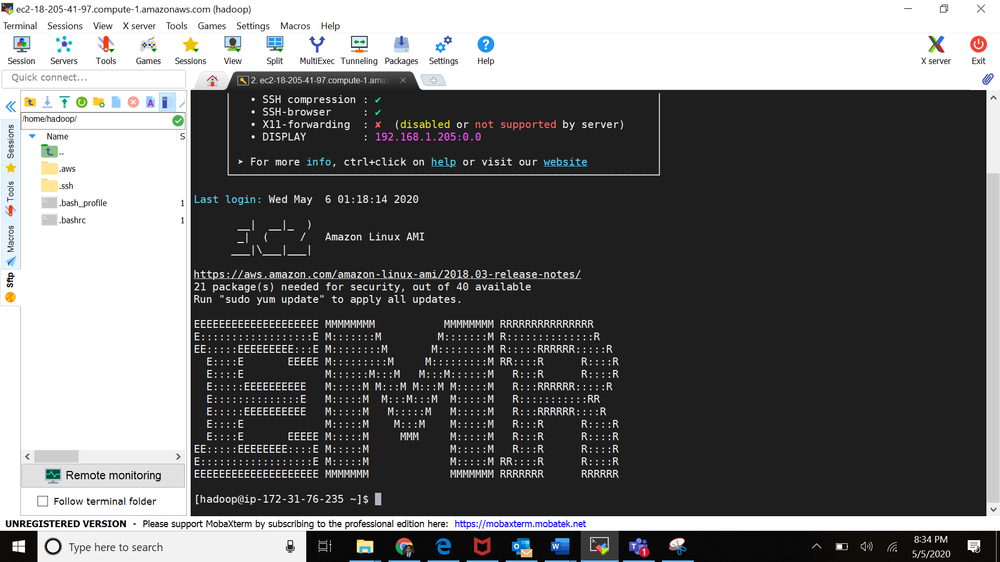 ec2-18-205-41-97.compute-1.amazonaws.com (hadoop)
Terminal Sessions View X server Tools Games Settings Macros Help
Session Servers Tools Games Sessions View Split MultiExec Tunneling Packages Settings Help X server Exit
Quick connect...
2. ec2-18-205-41-97.compute-1.ama
/home/hadoop/
Name S
..
.aws
.ssh
.bash_profile 1
.bashrc 1
Sessions
Tools
Macros
Sftp
Remote monitoring
Follow terminal folder
• SSH compression : ✔
• SSH-browser     : ✔
• X11-forwarding  : ✘  (disabled or not supported by server)
• DISPLAY         : 192.168.1.205:0.0
➤ For more info, ctrl+click on help or visit our website
Last login: Wed May  6 01:18:14 2020
       __|  __|_  )
       _|  (     /   Amazon Linux AMI
      ___|\___|___|
https://aws.amazon.com/amazon-linux-ami/2018.03-release-notes/
21 package(s) needed for security, out of 40 available
Run "sudo yum update" to apply all updates.
EEEEEEEEEEEEEEEEEEEE MMMMMMMM           MMMMMMMM RRRRRRRRRRRRRRR
E::::::::::::::::::E M:::::::M         M:::::::M R::::::::::::::R
EE:::::EEEEEEEEE:::E M::::::::M       M::::::::M R:::::RRRRRR:::::R
  E::::E       EEEEE M:::::::::M     M:::::::::M RR::::R      R::::R
  E::::E             M::::::M:::M   M:::M::::::M   R:::R      R::::R
  E:::::EEEEEEEEEE   M:::::M M:::M M:::M M:::::M   R:::RRRRRR:::::R
  E::::::::::::::E   M:::::M  M:::M:::M  M:::::M   R:::::::::::RR
  E:::::EEEEEEEEEE   M:::::M   M:::::M   M:::::M   R:::RRRRRR::::R
  E::::E             M:::::M    M:::M    M:::::M   R:::R      R::::R
  E::::E       EEEEE M:::::M     MMM     M:::::M   R:::R      R::::R
EE:::::EEEEEEEE::::E M:::::M             M:::::M   R:::R      R::::R
E::::::::::::::::::E M:::::M             M:::::M RR::::R      R::::R
EEEEEEEEEEEEEEEEEEEE MMMMMMM             MMMMMMM RRRRRRR      RRRRRR
[hadoop@ip-172-31-76-235 ~]$
UNREGISTERED VERSION - Please support MobaXterm by subscribing to the professional edition here: https://mobaxterm.mobatek.net
Type here to search
1
8:34 PM
5/5/2020